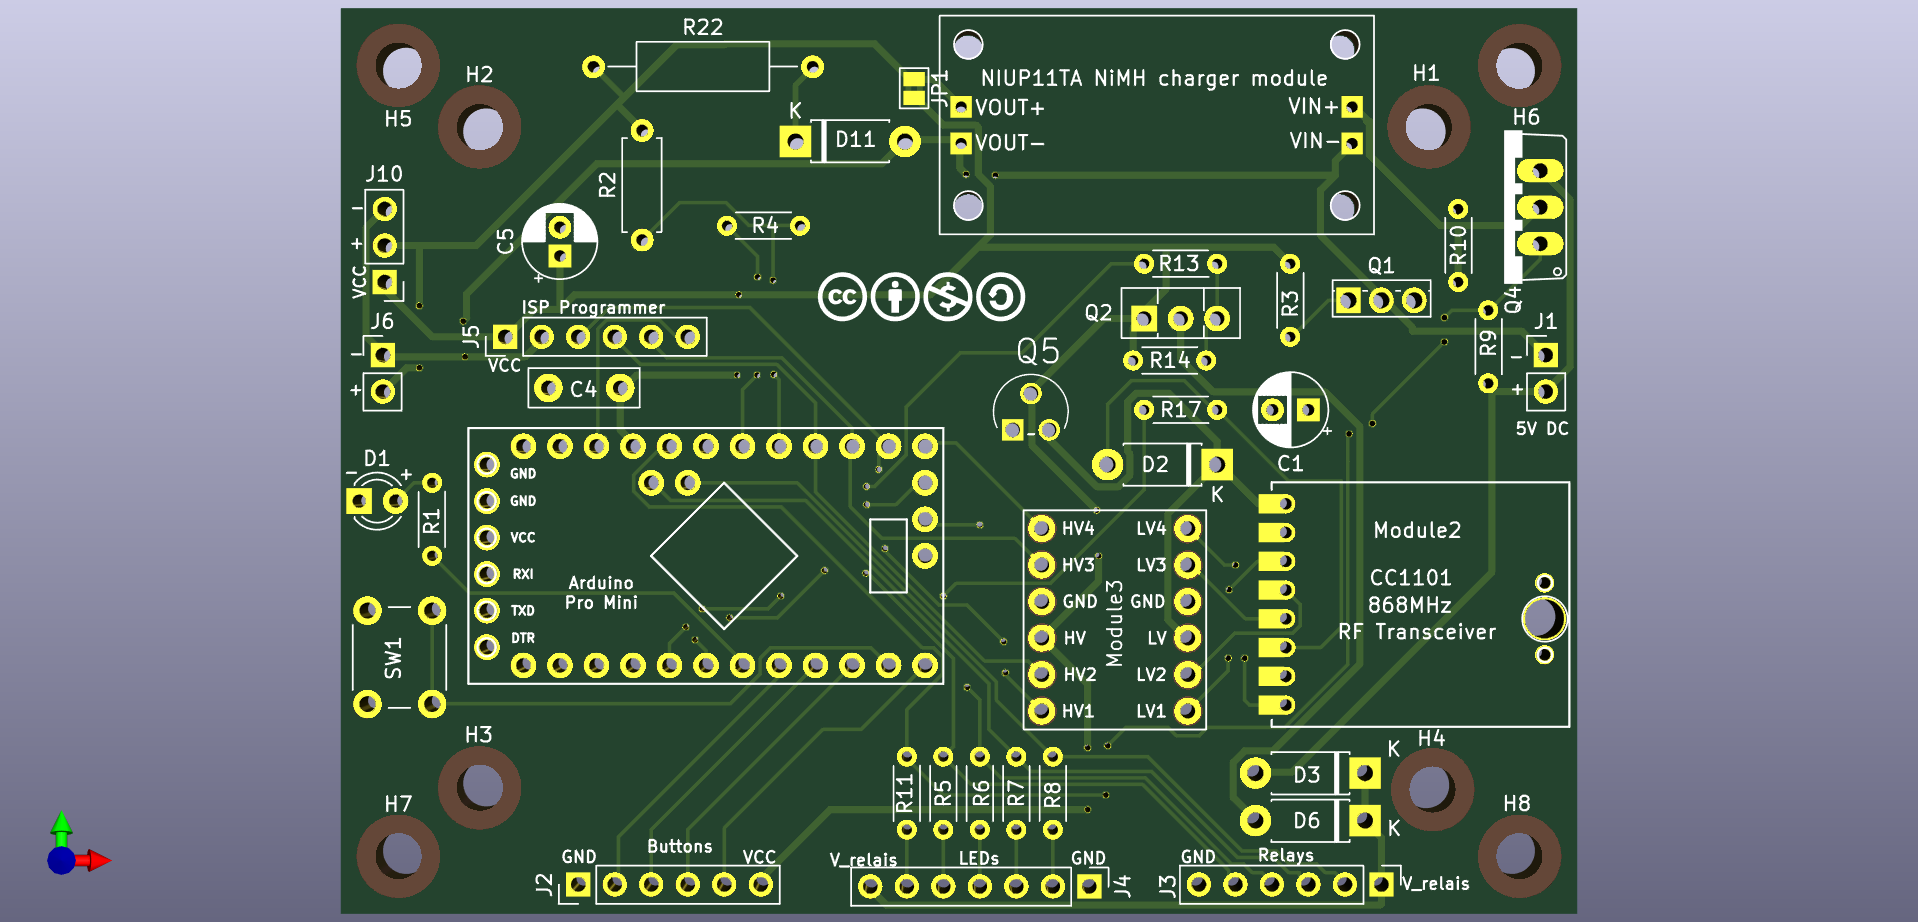 R22
H5
H2
JP1
NIUP11TA NiMH charger module
VOUT+
VIN+
VOUT-
VIN-
H1
H6
K
D11
J10
-
+
VCC
R2
C5
+
R4
R10
Q4
R13
Q1
Q2
R3
R14
R9
J1
-
+
5V DC
cc
$
ISP Programmer
J5
VCC
J6
-
+
C4
Q5
R17
C1
+
D2
K
D1
-
+
R1
GND
GND
VCC
RXI
TXD
DTR
Arduino
Pro Mini
SW1
HV4
LV4
HV3
LV3
GND
GND
HV
LV
HV2
LV2
HV1
LV1
Module3
Module2
CC1101
868MHz
RF Transceiver
H3
H7
H4
H8
D3
K
D6
K
R11
R5
R6
R7
R8
J2
GND
Buttons
VCC
V_relais
LEDs
GND
J4
J3
GND
Relays
V_relais